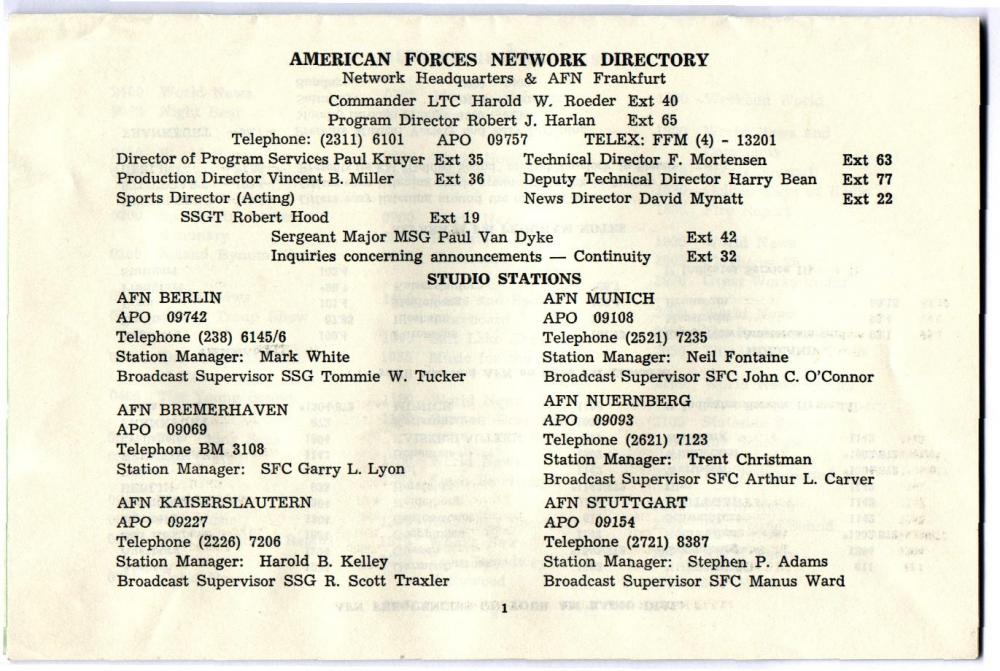 AMERICAN FORCES NETWORK DIRECTORY
Network Headquarters & AFN Frankfurt
Commander LTC Harold W. Roeder Ext 40
Program Director Robert J. Harlan Ext 65
Telephone: (2311) 6101 APO 09757 TELEX: FFM (4) - 13201
Director of Program Services Paul Kruyer Ext 35
Production Director Vincent B. Miller Ext 36
Sports Director (Acting)
SSGT Robert Hood Ext 19
Technical Director F. Mortensen Ext 63
Deputy Technical Director Harry Bean Ext 77
News Director David Mynatt Ext 22
Sergeant Major MSG Paul Van Dyke Ext 42
Inquiries concerning announcements — Continuity Ext 32
STUDIO STATIONS
AFN BERLIN
APO 09742
Telephone (238) 6145/6
Station Manager: Mark White
Broadcast Supervisor SSG Tommie W. Tucker
AFN BREMERHAVEN
APO 09069
Telephone BM 3108
Station Manager: SFC Garry L. Lyon
AFN KAISERSLAUTERN
APO 09227
Telephone (2226) 7206
Station Manager: Harold B. Kelley
Broadcast Supervisor SSG R. Scott Traxler
AFN MUNICH
APO 09108
Telephone (2521) 7235
Station Manager: Neil Fontaine
Broadcast Supervisor SFC John C. O'Connor
AFN NUERNBERG
APO 09093
Telephone (2621) 7123
Station Manager: Trent Christman
Broadcast Supervisor SFC Arthur L. Carver
AFN STUTTGART
APO 09154
Telephone (2721) 8387
Station Manager: Stephen P. Adams
Broadcast Supervisor SFC Manus Ward
1